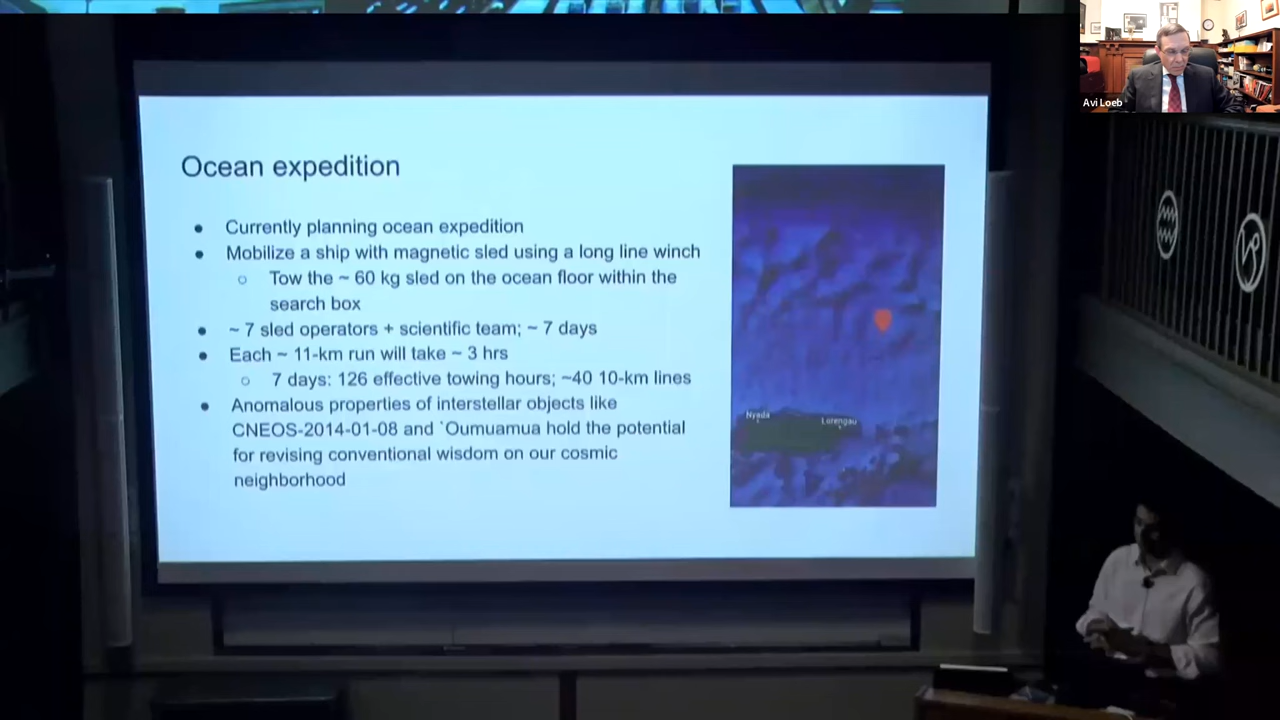 Avi Loeb
Ocean expedition
● Currently planning ocean expedition
● Mobilize a ship with magnetic sled using a long line winch
○ Tow the ~ 60 kg sled on the ocean floor within the
search box
● ~ 7 sled operators + scientific team; ~ 7 days
● Each ~ 11-km run will take ~ 3 hrs
○ 7 days: 126 effective towing hours; ~40 10-km lines
● Anomalous properties of interstellar objects like
CNEOS-2014-01-08 and `Oumuamua hold the potential
for revising conventional wisdom on our cosmic
neighborhood
Nyada
Lorengau